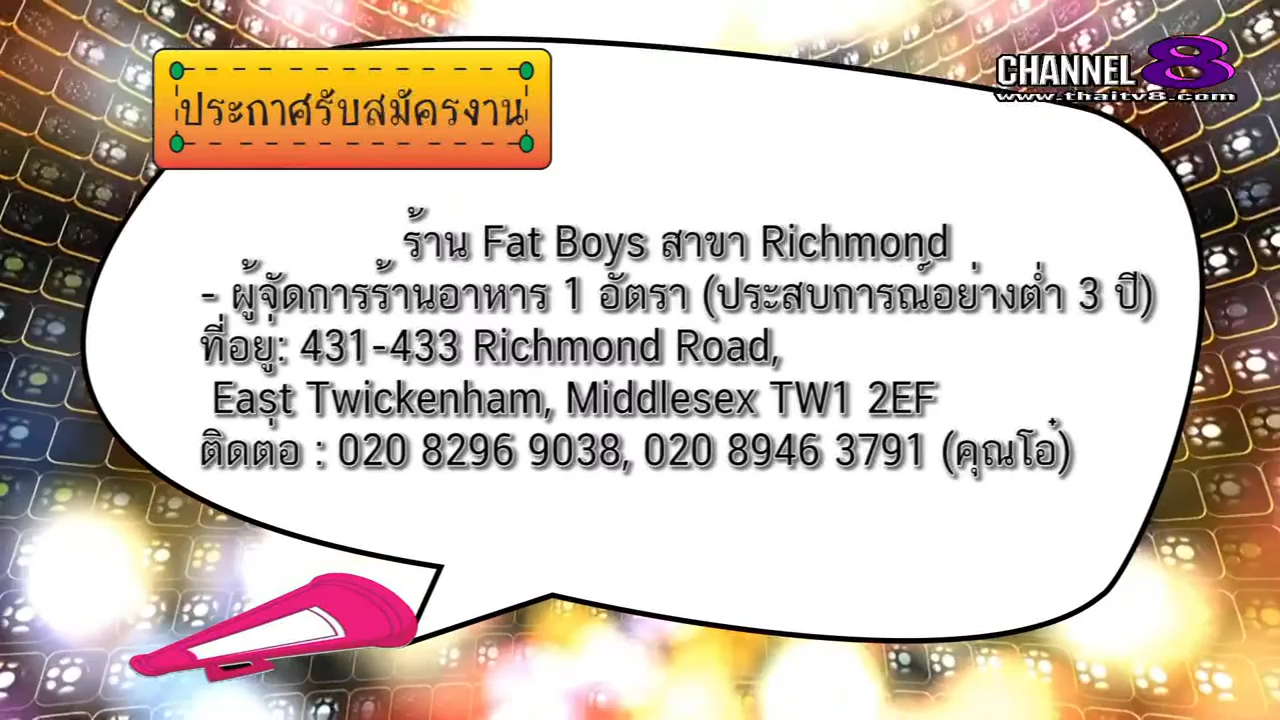 CHANNEL 8
www.thaitv8.com
ประกาศรับสมัครงาน
ร้าน Fat Boys สาขา Richmond
- ผู้จัดการร้านอาหาร 1 อัตรา (ประสบการณ์อย่างต่ำ 3 ปี)
ที่อยู่: 431-433 Richmond Road,
East Twickenham, Middlesex TW1 2EF
ติดต่อ : 020 8296 9038, 020 8946 3791 (คุณโอ๋)